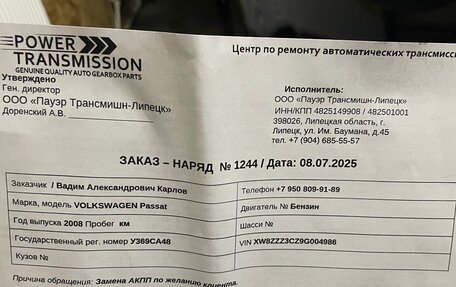 POWER
TRANSMISSION
GENUINE QUALITY AUTO GEARBOX PARTS
Центр по ремонту автоматических трансмисси
Утверждено
Ген. директор
ООО «Пауэр Трансмишн-Липецк»
Доренский А.В.
Исполнитель:
ООО «Пауэр Трансмишн-Липецк»
ИНН/КПП 4825149908 / 482501001
398026, Липецкая область, г.
Липецк, ул. Им. Баумана, д.45
тел. +7 (904) 685-55-57
ЗАКАЗ – НАРЯД № 1244 / Дата: 08.07.2025
Заказчик / Вадим Александрович Карлов
Телефон +7 950 809-91-89
Марка, модель VOLKSWAGEN Passat
Двигатель № Бензин
Год выпуска 2008 Пробег км
Шасси №
Государственный рег. номер У369СА48
VIN XW8ZZZ3CZ9G004986
Кузов №
Причина обращения: Замена АКПП по желанию клиента.